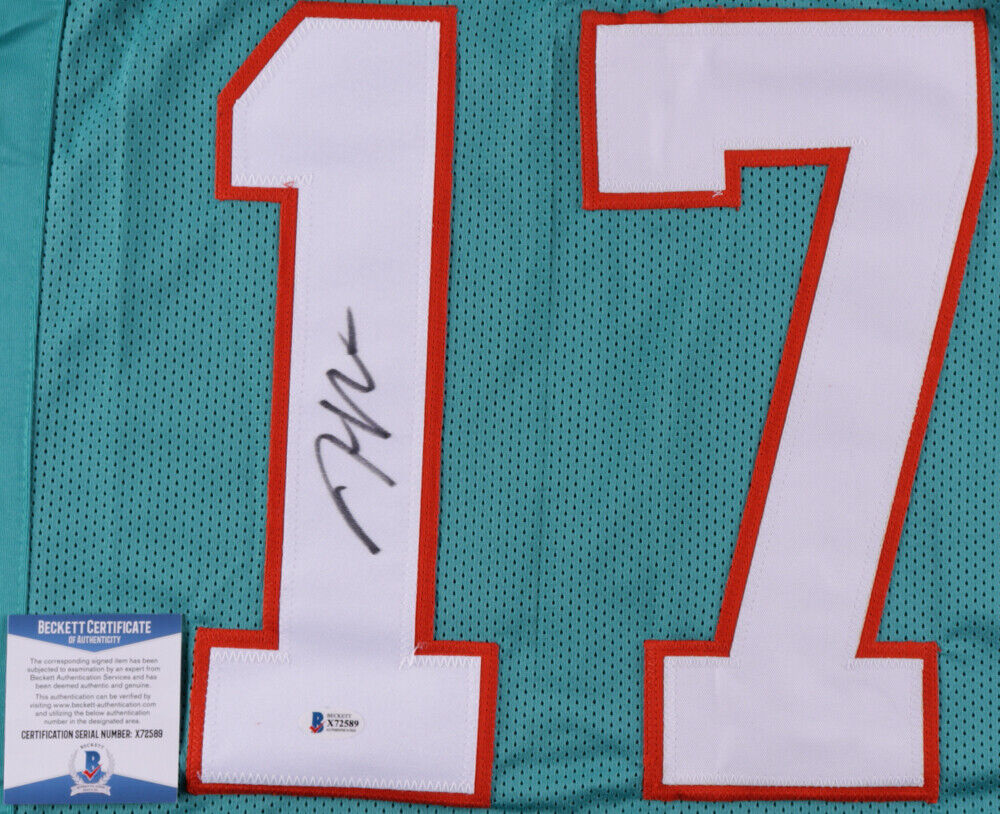 17
BECKETT CERTIFICATE
OF AUTHENTICITY
The corresponding signed item has been
subjected to examination by an expert from
Beckett Authentication Services and has
been deemed authentic and genuine.
This authentication can be verified by
visiting www.beckett-authentication.com
and utilizing the below authentication
number in the designated area.
CERTIFICATION SERIAL NUMBER: X72589
BECKETT
B
B
BECKETT
X72589